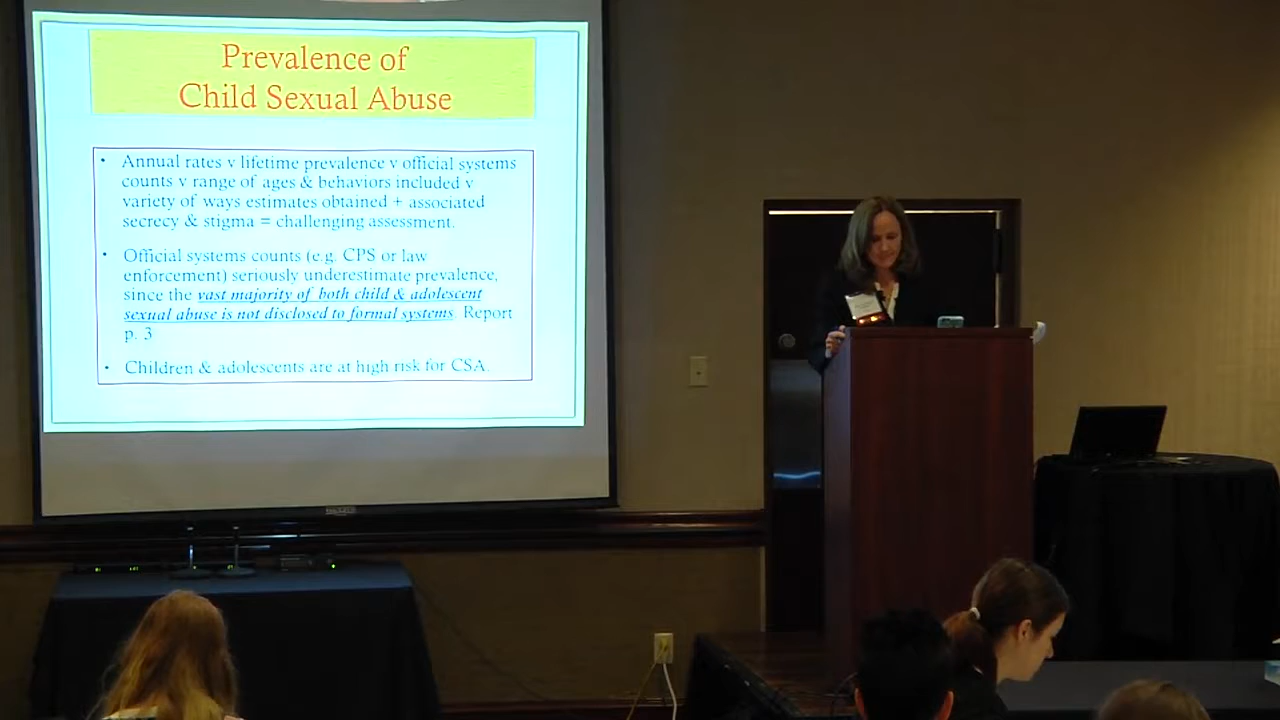 Prevalence of
Child Sexual Abuse
• Annual rates v lifetime prevalence v official systems
counts v range of ages & behaviors included v
variety of ways estimates obtained + associated
secrecy & stigma = challenging assessment.
• Official systems counts (e.g. CPS or law
enforcement) seriously underestimate prevalence,
since the vast majority of both child & adolescent
sexual abuse is not disclosed to formal systems. Report
p. 3
• Children & adolescents are at high risk for CSA.